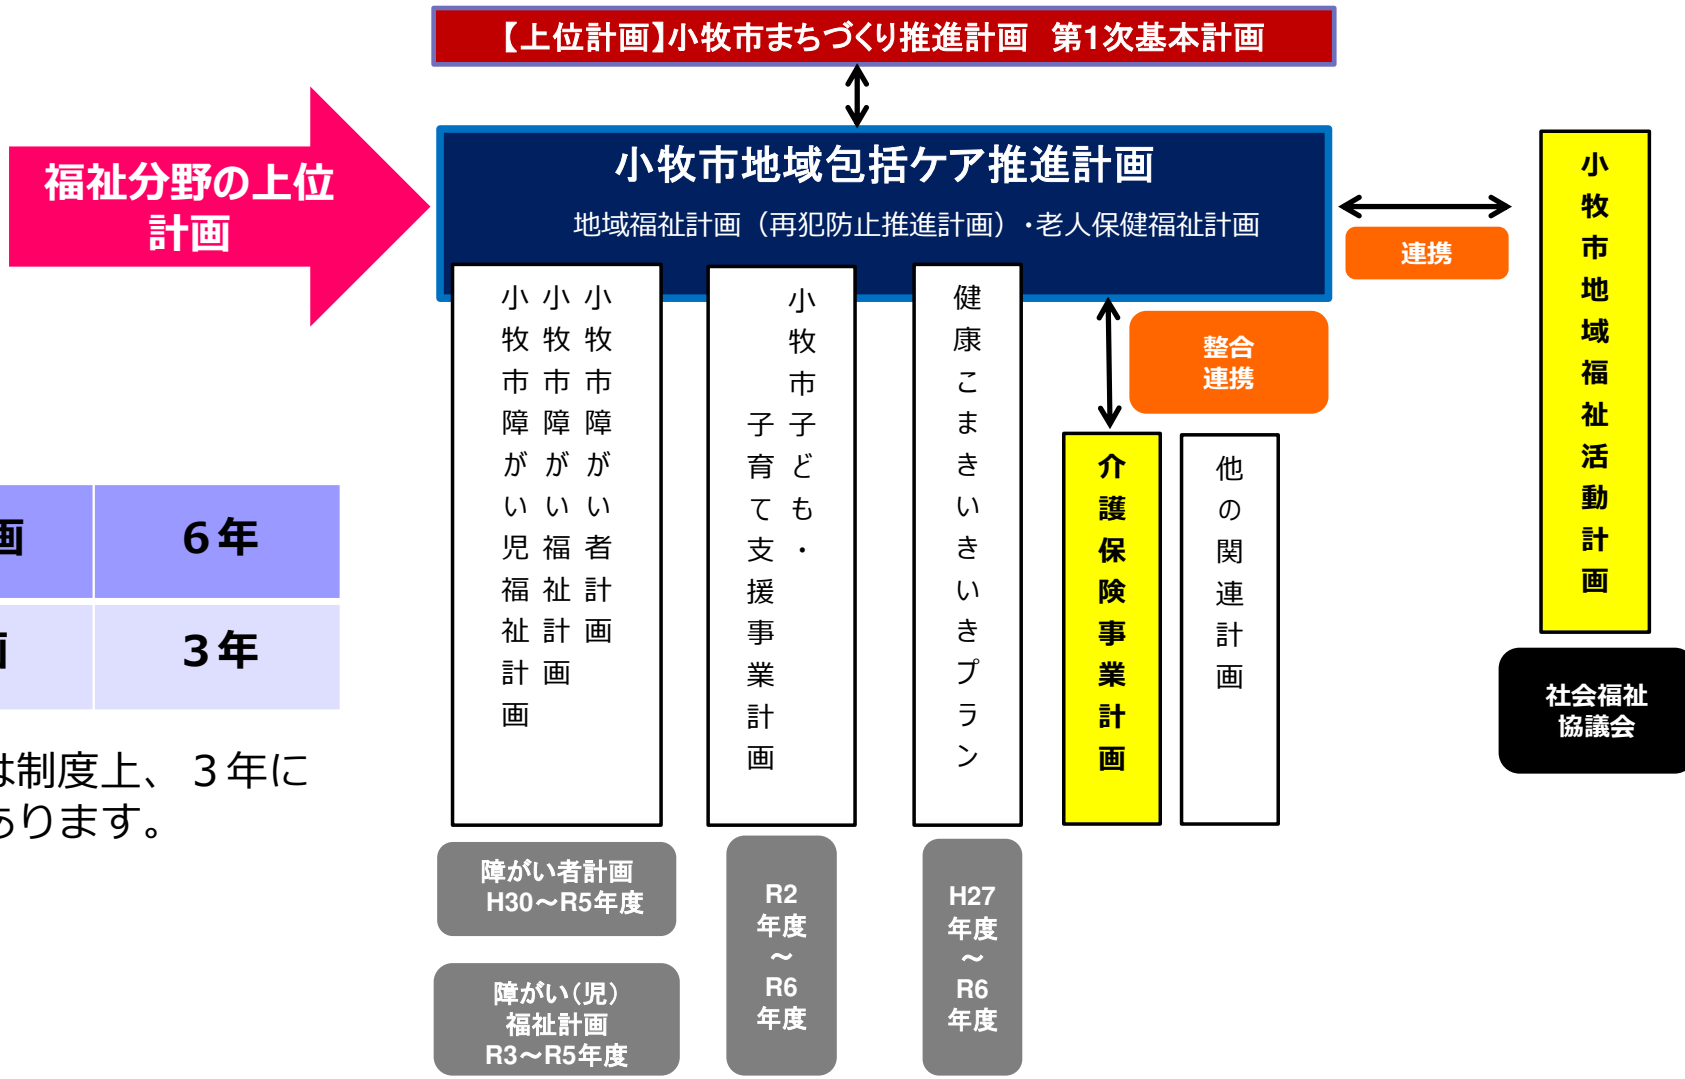 【上位計画】小牧市まちづくり推進計画　第1次基本計画
福祉分野の上位
計画
小牧市地域包括ケア推進計画
地域福祉計画（再犯防止推進計画）・老人保健福祉計画
連携
整合
連携
小牧市障がい者計画
小牧市障がい福祉計画
小牧市障がい児福祉計画
小牧市子ども・
子育て支援事業計画
健康こまきいきいきプラン
介護保険事業計画
他の関連計画
小牧市地域福祉活動計画
社会福祉
協議会
画
６年
画
３年
は制度上、３年に
あります。
障がい者計画
H30～R5年度
障がい（児）
福祉計画
R3～R5年度
R2
年度
～
R6
年度
H27
年度
～
R6
年度